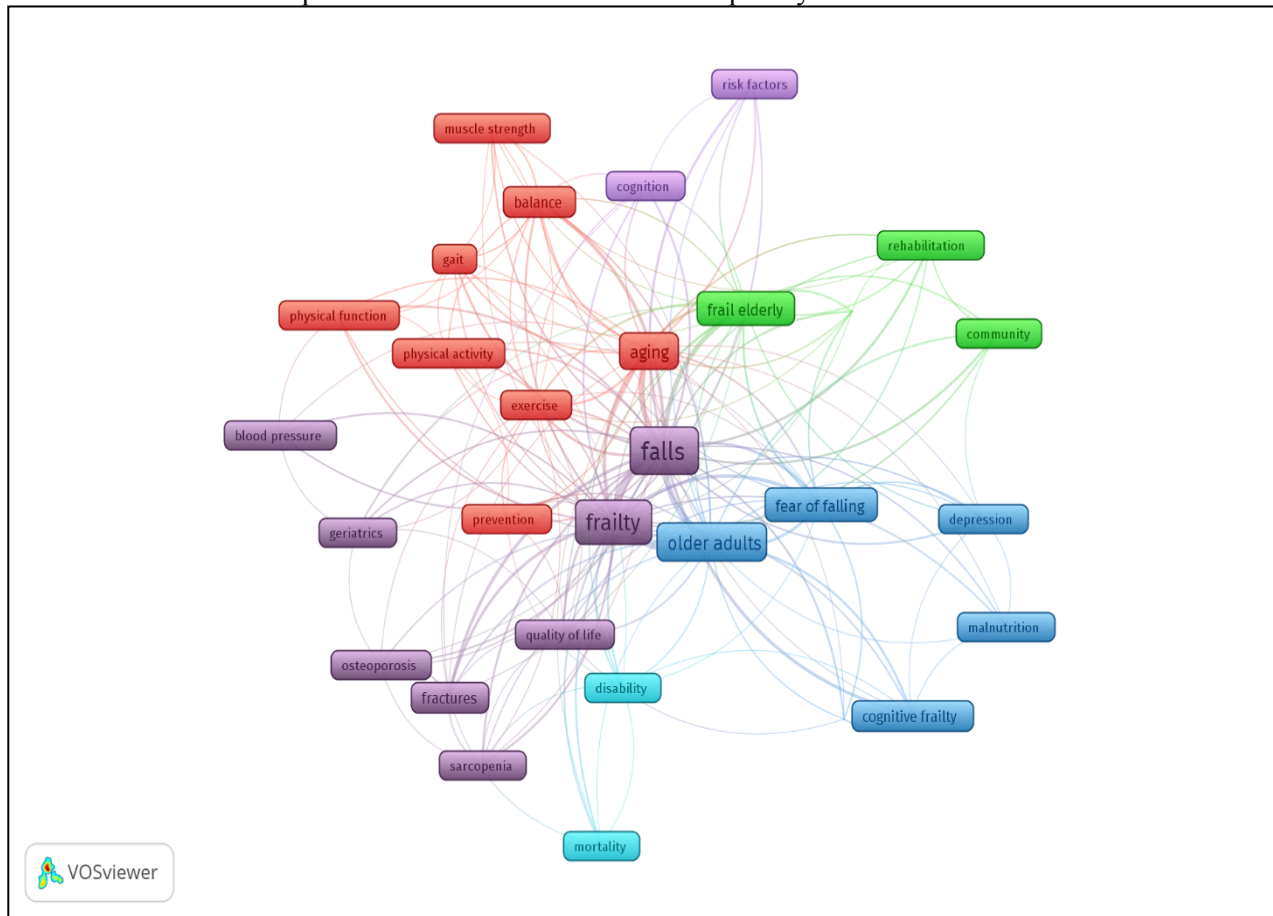 risk factors
muscle strength
cognition
balance
rehabilitation
gait
frail elderly
physical function
community
physical activity
aging
exercise
blood pressure
falls
fear of falling
prevention
frailty
depression
geriatrics
older adults
malnutrition
quality of life
osteoporosis
disability
fractures
cognitive frailty
sarcopenia
mortality
VOSviewer